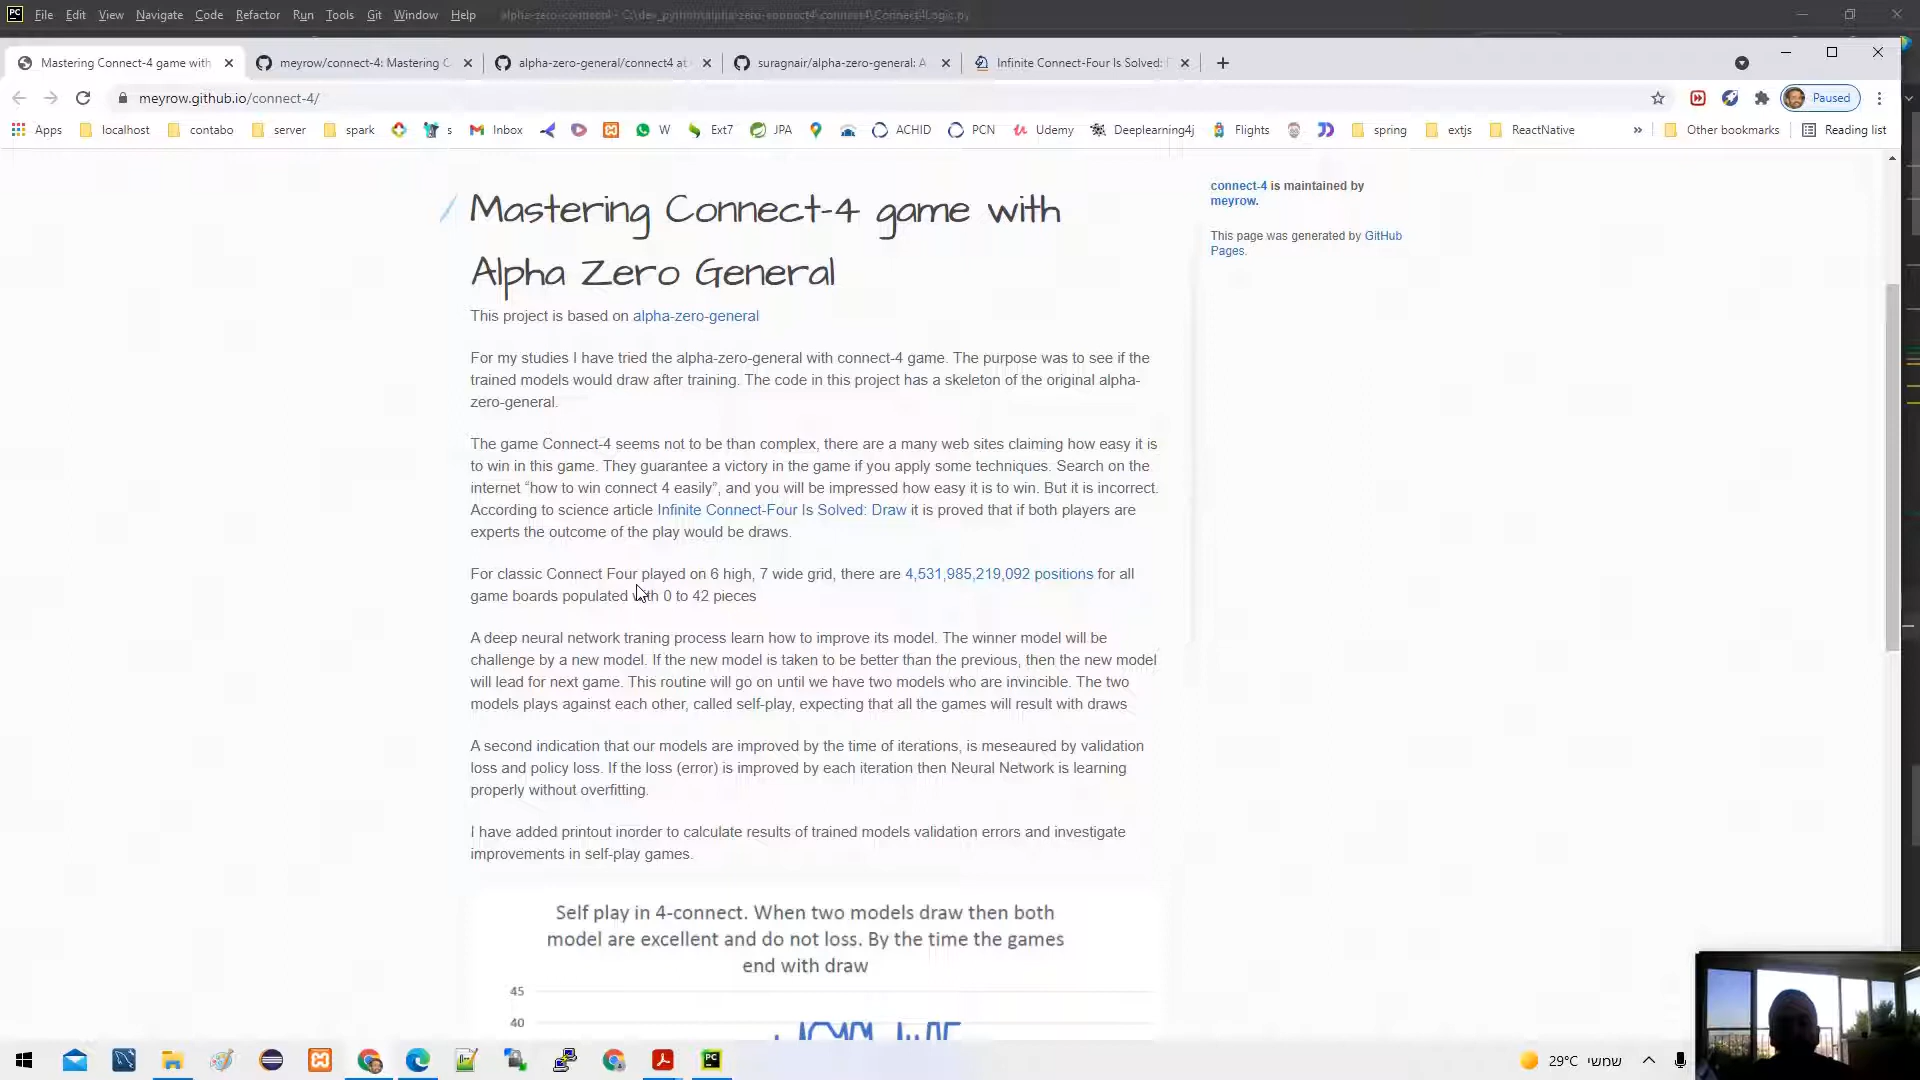 PC File Edit View Navigate Code Refactor Run Tools Git Window Help alpha-zero-connect4 - C:\dev_python\alpha-zero-connect4\connect4\Connect4Logic.py
Mastering Connect-4 game with
meyrow/connect-4: Mastering C
alpha-zero-general/connect4 at
suragnair/alpha-zero-general: A
Infinite Connect-Four Is Solved:
meyrow.github.io/connect-4/
Paused
Apps localhost contabo server spark s Inbox W Ext7 JPA ACHID PCN Udemy Deeplearning4j Flights spring extjs ReactNative » Other bookmarks Reading list
Mastering Connect-4 game with
Alpha Zero General
This project is based on alpha-zero-general
For my studies I have tried the alpha-zero-general with connect-4 game. The purpose was to see if the
trained models would draw after training. The code in this project has a skeleton of the original alpha-
zero-general.
The game Connect-4 seems not to be than complex, there are a many web sites claiming how easy it is
to win in this game. They guarantee a victory in the game if you apply some techniques. Search on the
internet “how to win connect 4 easily”, and you will be impressed how easy it is to win. But it is incorrect.
According to science article Infinite Connect-Four Is Solved: Draw it is proved that if both players are
experts the outcome of the play would be draws.
For classic Connect Four played on 6 high, 7 wide grid, there are 4,531,985,219,092 positions for all
game boards populated with 0 to 42 pieces
A deep neural network traning process learn how to improve its model. The winner model will be
challenge by a new model. If the new model is taken to be better than the previous, then the new model
will lead for next game. This routine will go on until we have two models who are invincible. The two
models plays against each other, called self-play, expecting that all the games will result with draws
A second indication that our models are improved by the time of iterations, is meseaured by validation
loss and policy loss. If the loss (error) is improved by each iteration then Neural Network is learning
properly without overfitting.
I have added printout inorder to calculate results of trained models validation errors and investigate
improvements in self-play games.
Self play in 4-connect. When two models draw then both
model are excellent and do not loss. By the time the games
end with draw
45
40
connect-4 is maintained by
meyrow.
This page was generated by GitHub
Pages.
29°C שמשי